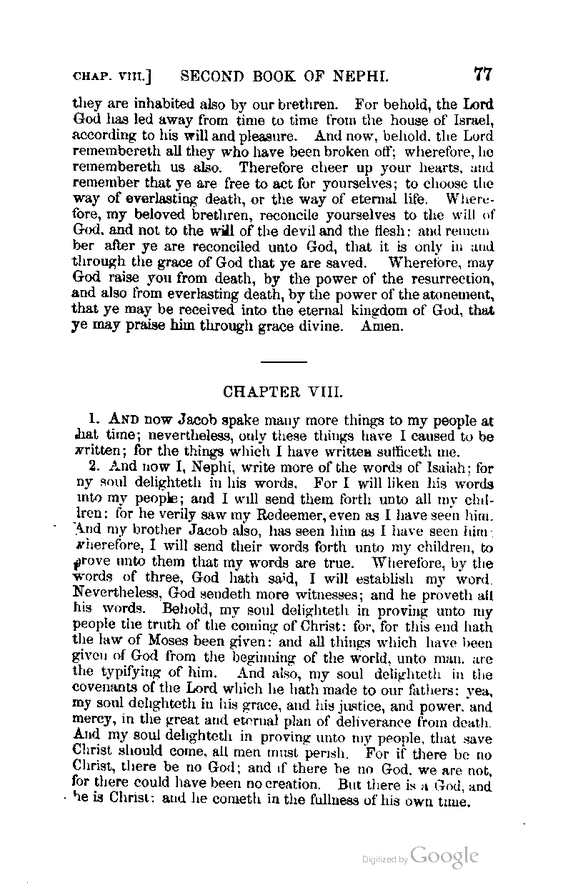 CHAP. VIII.] SECOND BOOK OF NEPHI. 77
they are inhabited also by our brethren. For behold, the Lord
God has led away from time to time from the house of Israel,
according to his will and pleasure. And now, behold. the Lord
remembereth all they who have been broken off; wherefore, he
remembereth us also. Therefore cheer up your hearts, and
remember that ye are free to act for yourselves; to choose the
way of everlasting death, or the way of eternal life. Where-
fore, my beloved brethren, reconcile yourselves to the will of
God, and not to the will of the devil and the flesh; and remem
ber after ye are reconciled unto God, that it is only in and
through the grace of God that ye are saved. Wherefore, may
God raise you from death, by the power of the resurrection,
and also from everlasting death, by the power of the atonement,
that ye may be received into the eternal kingdom of God, that
ye may praise him through grace divine. Amen.
CHAPTER VIII.
1. AND now Jacob spake many more things to my people at
hat time; nevertheless, only these things have I caused to be
written; for the things which I have written sufficeth me.
2. And now I, Nephi, write more of the words of Isaiah; for
ny soul delighteth in his words. For I will liken his words
unto my people; and I will send them forth unto all my chil-
lren; for he verily saw my Redeemer, even as I have seen him.
And my brother Jacob also, has seen him as I have seen him;
wherefore, I will send their words forth unto my children, to
prove unto them that my words are true. Wherefore, by the
words of three, God hath said, I will establish my word.
Nevertheless, God sendeth more witnesses; and he proveth all
his words. Behold, my soul delighteth in proving unto my
people the truth of the coming of Christ: for, for this end hath
the law of Moses been given: and all things which have been
given of God from the beginning of the world, unto man. are
the typifying of him. And also, my soul delighteth in the
covenants of the Lord which he hath made to our fathers; yea,
my soul delighteth in his grace, and his justice, and power. and
mercy, in the great and eternal plan of deliverance from death.
And my soul delighteth in proving unto my people, that save
Christ should come, all men must perish. For if there be no
Christ, there be no God; and if there be no God. we are not,
for there could have been no creation. But there is a God, and
he is Christ; and he cometh in the fullness of his own time.
Digitized by Google